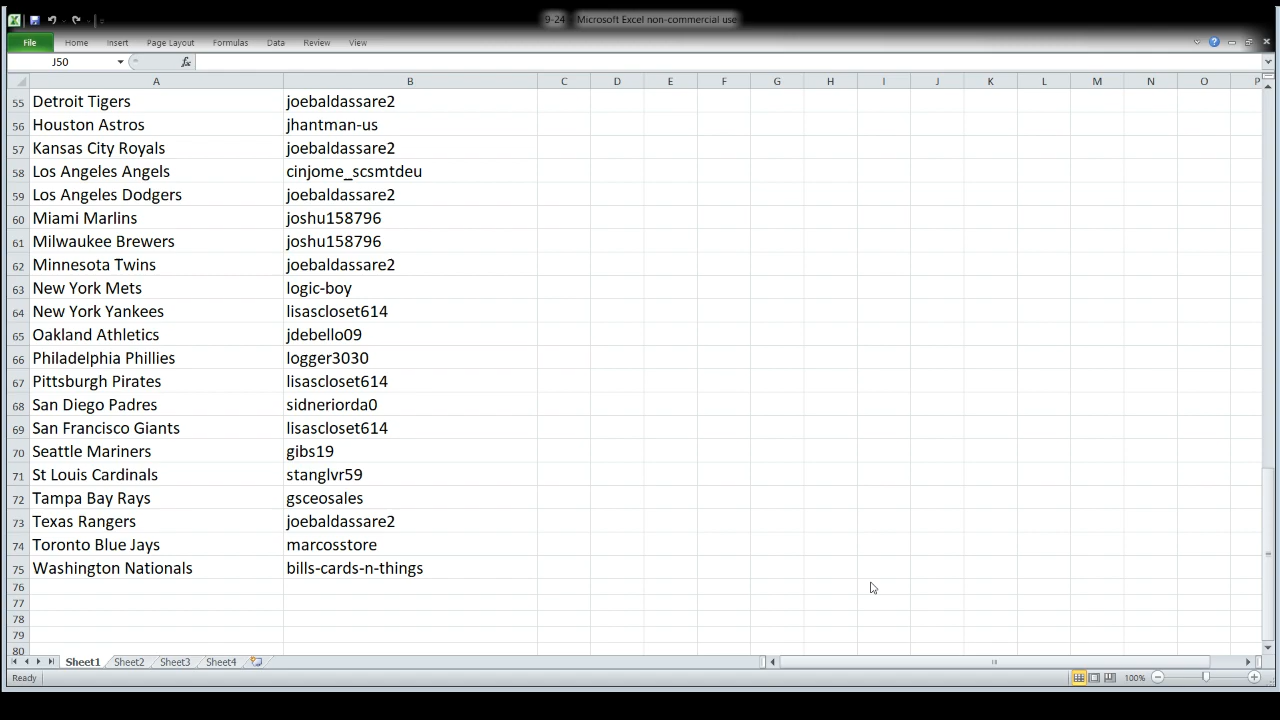 9-24 - Microsoft Excel non-commercial use
File Home Insert Page Layout Formulas Data Review View
J50 fx
A B C D E F G H I J K L M N O P
55 Detroit Tigers joebaldassare2
56 Houston Astros jhantman-us
57 Kansas City Royals joebaldassare2
58 Los Angeles Angels cinjome_scsmtdeu
59 Los Angeles Dodgers joebaldassare2
60 Miami Marlins joshu158796
61 Milwaukee Brewers joshu158796
62 Minnesota Twins joebaldassare2
63 New York Mets logic-boy
64 New York Yankees lisascloset614
65 Oakland Athletics jdebello09
66 Philadelphia Phillies logger3030
67 Pittsburgh Pirates lisascloset614
68 San Diego Padres sidneriorda0
69 San Francisco Giants lisascloset614
70 Seattle Mariners gibs19
71 St Louis Cardinals stanglvr59
72 Tampa Bay Rays gsceosales
73 Texas Rangers joebaldassare2
74 Toronto Blue Jays marcosstore
75 Washington Nationals bills-cards-n-things
76
77
78
79
80
Sheet1 Sheet2 Sheet3 Sheet4
Ready 100%